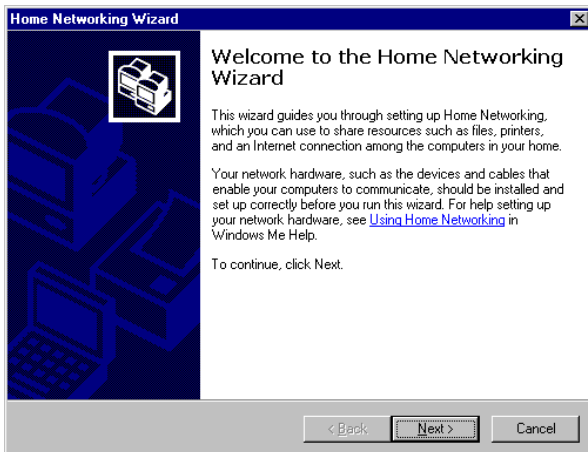 Home Networking Wizard
Welcome to the Home Networking
Wizard
This wizard guides you through setting up Home Networking,
which you can use to share resources such as files, printers,
and an Internet connection among the computers in your home.
Your network hardware, such as the devices and cables that
enable your computers to communicate, should be installed and
set up correctly before you run this wizard. For help setting up
your network hardware, see Using Home Networking in
Windows Me Help.
To continue, click Next.
< Back
Next >
Cancel